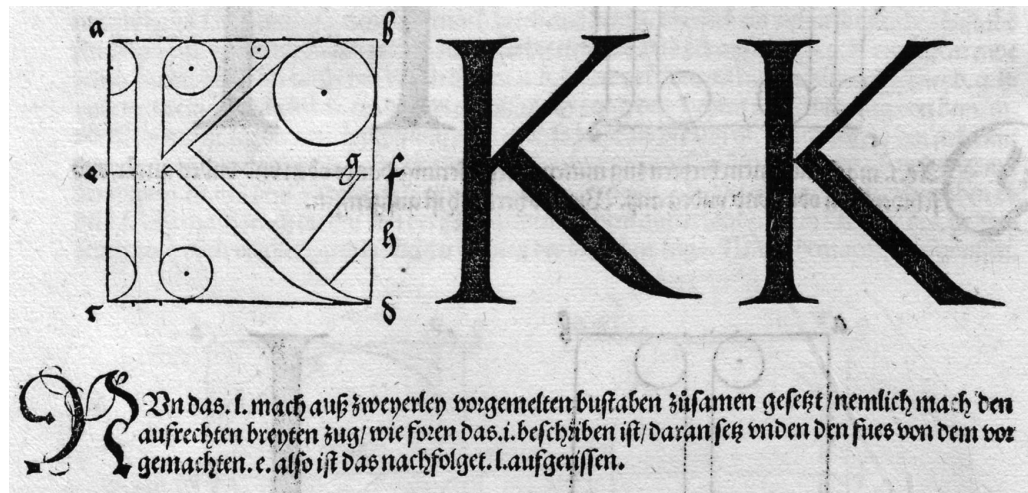 a b
K K
e g f
h
c d
NUn das. l. mach auß zweyerley vorgemelten bustaben zůsamen gesetzt / nemlich mach den
aufrechten breyten zug / wie foren das. i. beschriben ist / daran setz vnden den fues von dem vor
gemachten. e. also ist das nachfolget. l. aufgerissen.